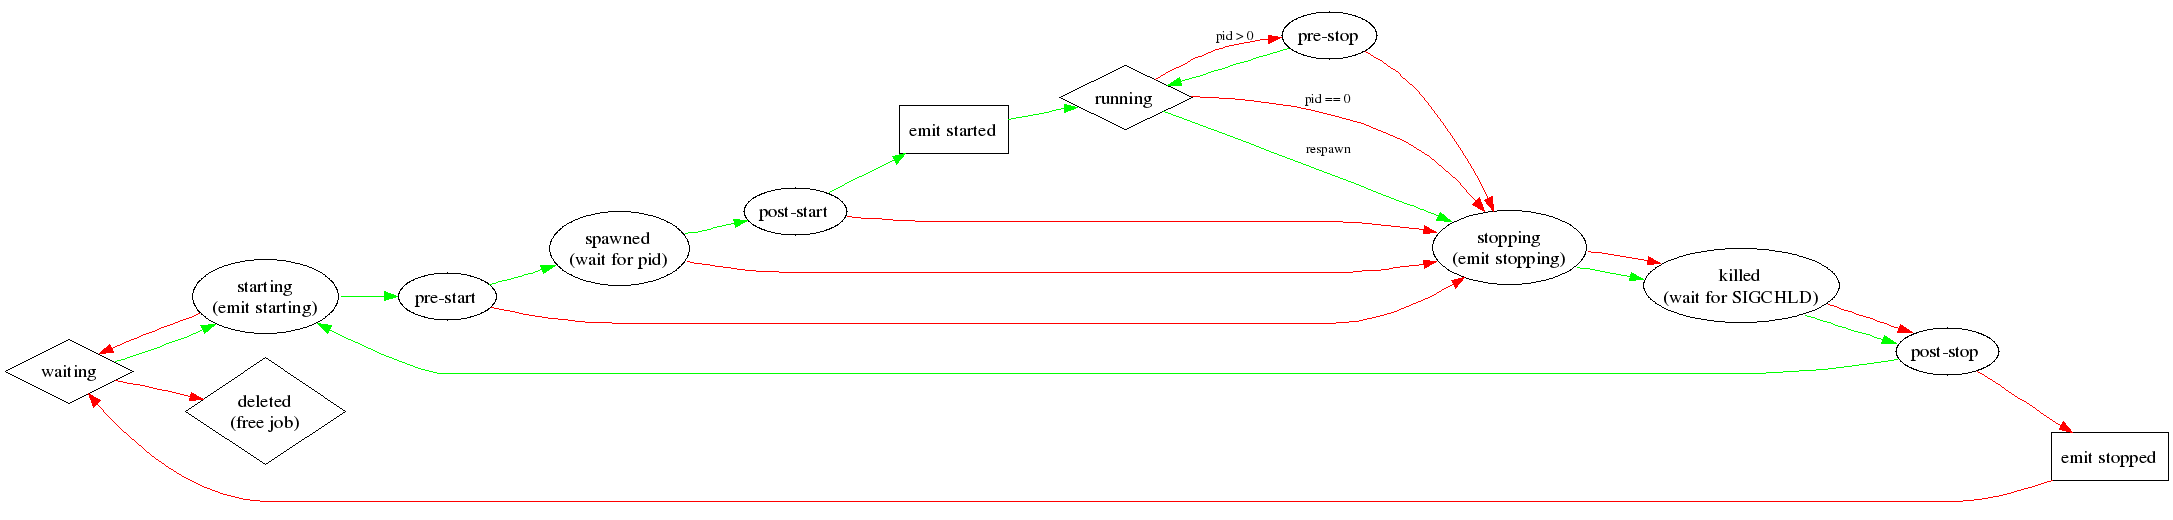 pid > 0
pre-stop
running
pid == 0
emit started
respawn
post-start
spawned
(wait for pid)
stopping
(emit stopping)
killed
(wait for SIGCHLD)
starting
(emit starting)
pre-start
post-stop
waiting
deleted
(free job)
emit stopped